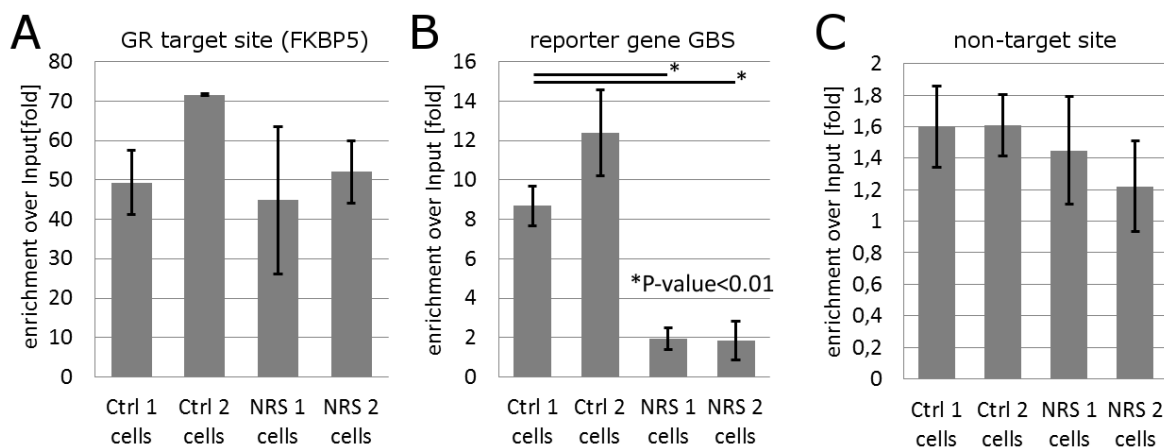 A
GR target site (FKBP5)
enrichment over Input[fold]
80
70
60
50
40
30
20
10
0
Ctrl 1 cells
Ctrl 2 cells
NRS 1 cells
NRS 2 cells
B
reporter gene GBS
enrichment over Input [fold]
16
14
12
10
8
6
4
2
0
*
*
*P-value<0.01
Ctrl 1 cells
Ctrl 2 cells
NRS 1 cells
NRS 2 cells
C
non-target site
enrichment over Input [fold]
2
1,8
1,6
1,4
1,2
1
0,8
0,6
0,4
0,2
0
Ctrl 1 cells
Ctrl 2 cells
NRS 1 cells
NRS 2 cells